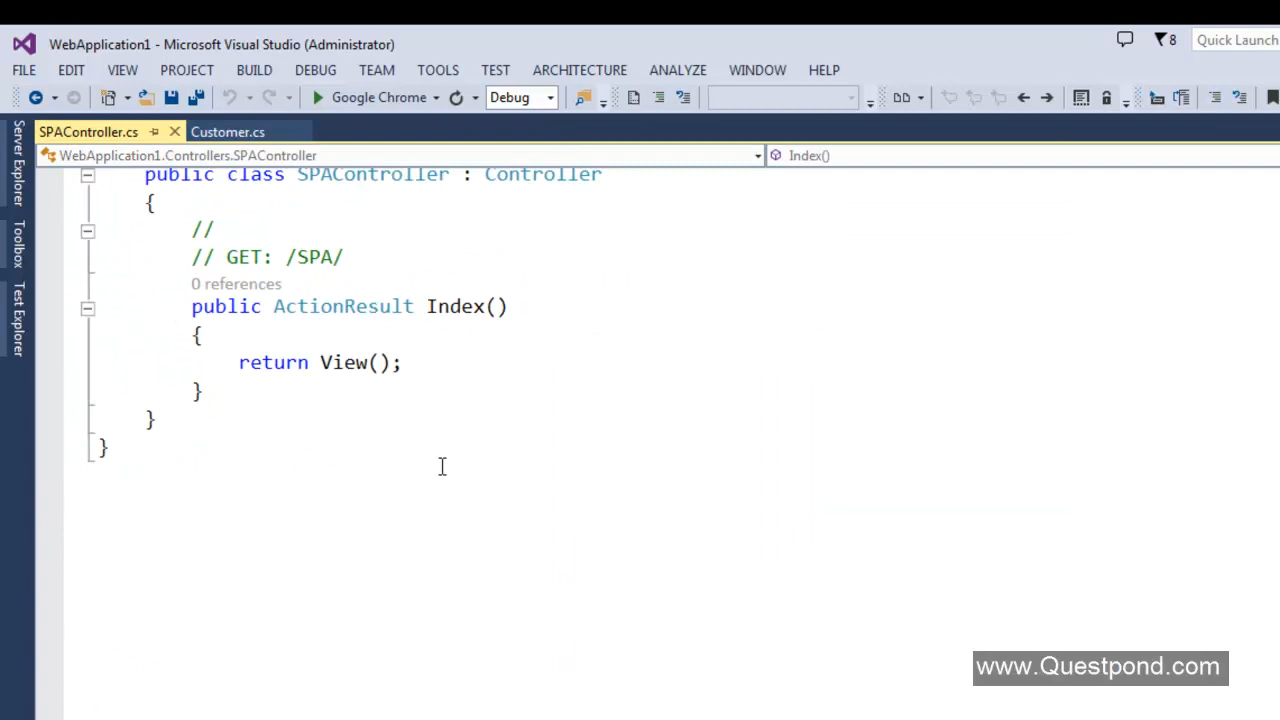 WebApplication1 - Microsoft Visual Studio (Administrator)
8
Quick Launch
FILE EDIT VIEW PROJECT BUILD DEBUG TEAM TOOLS TEST ARCHITECTURE ANALYZE WINDOW HELP
Google Chrome Debug
SPAController.cs Customer.cs
WebApplication1.Controllers.SPAController Index()
Server Explorer
Toolbox
Test Explorer
public class SPAController : Controller
{
//
// GET: /SPA/
0 references
public ActionResult Index()
{
return View();
}
}
}
www.Questpond.com